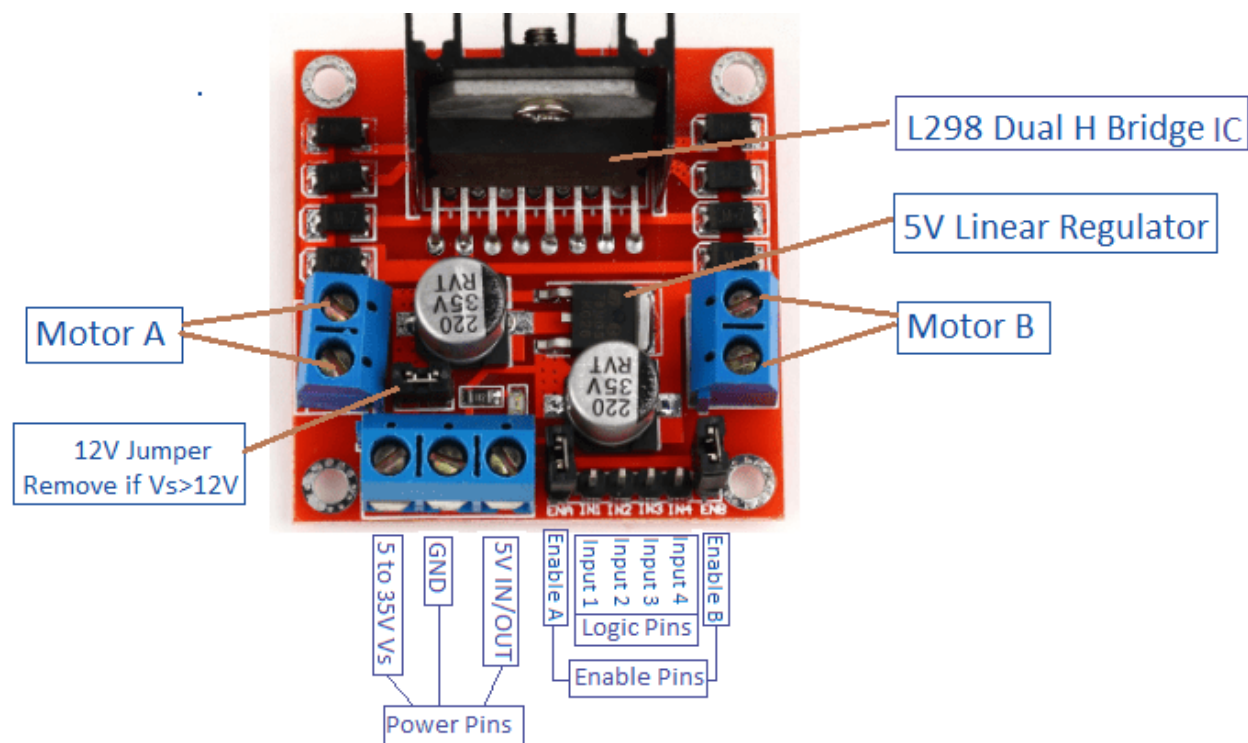 L298 Dual H Bridge IC
5V Linear Regulator
Motor A
Motor B
220
35V
RVT
220
35V
RVT
12V Jumper
Remove if Vs>12V
ENA IN1 IN2 IN3 IN4 ENB
5 to 35V Vs
GND
5V IN/OUT
Enable A
Input 1
Input 2
Input 3
Input 4
Enable B
Logic Pins
Enable Pins
Power Pins